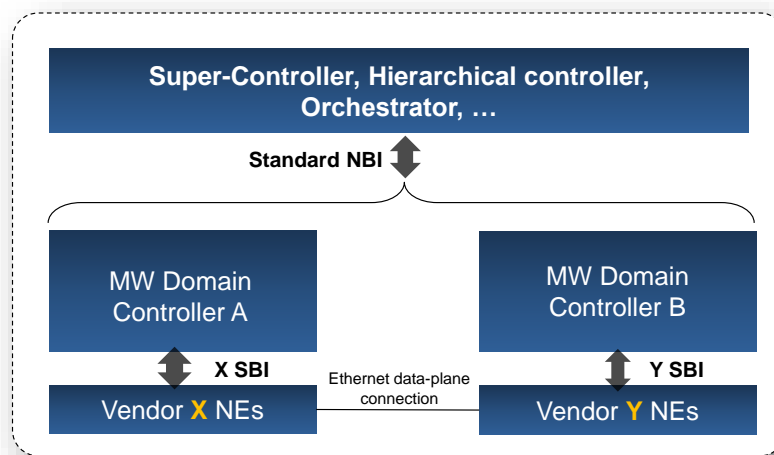 Super-Controller, Hierarchical controller,
Orchestrator, …
Standard NBI
MW Domain
Controller A
MW Domain
Controller B
X SBI
Y SBI
Ethernet data-plane
connection
Vendor X NEs
Vendor Y NEs